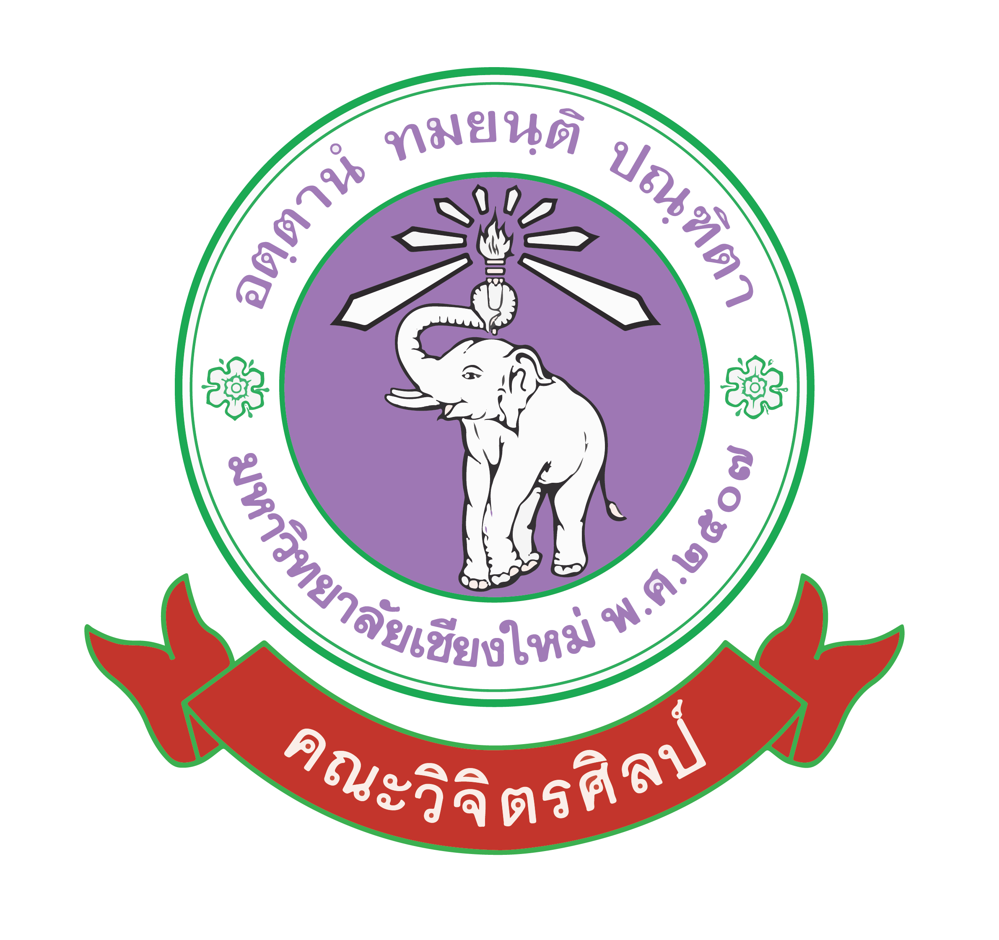 อตฺตานํ ทมยนฺติ ปณฺฑิตา
มหาวิทยาลัยเชียงใหม่ พ.ศ. ๒๕๐๗
คณะวิจิตรศิลป์